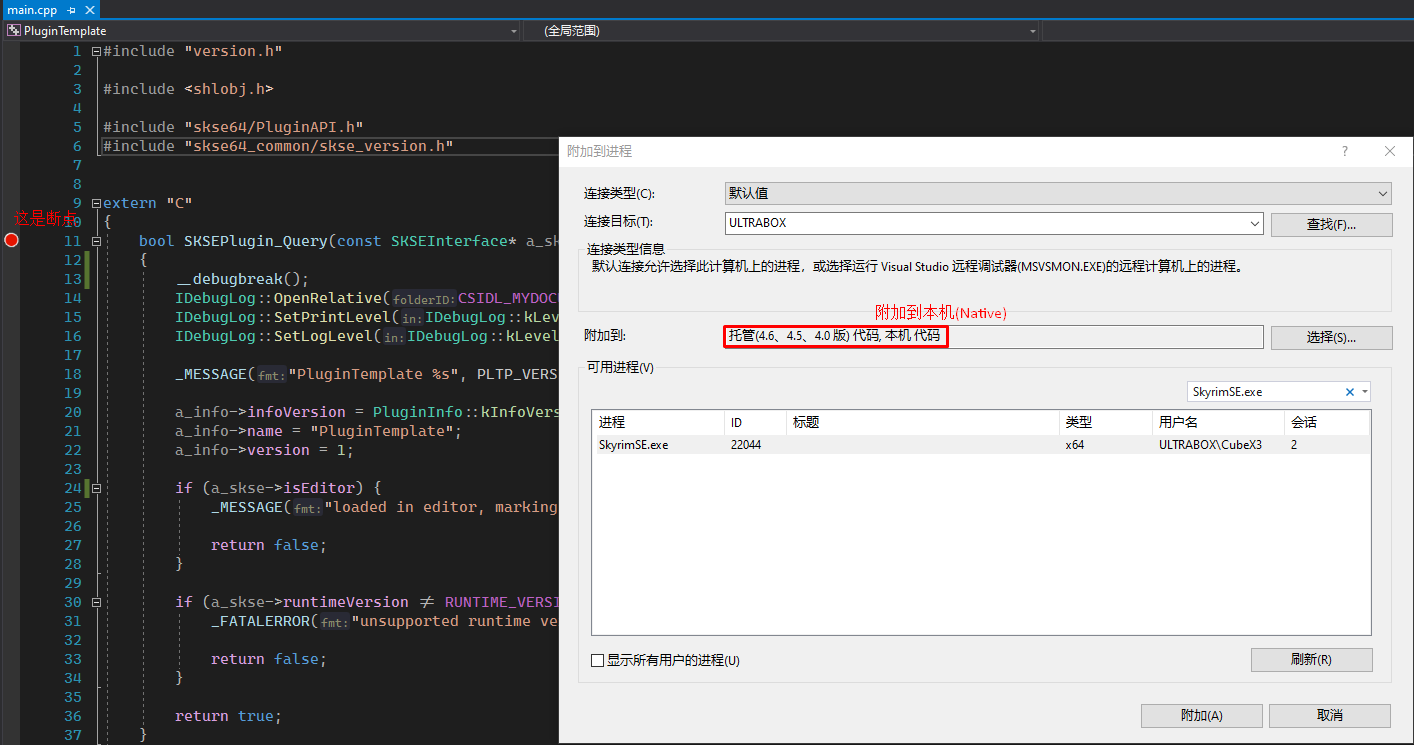 main.cpp
PluginTemplate
(全局范围)
1 #include "version.h"
2
3 #include <shlobj.h>
4
5 #include "skse64/PluginAPI.h"
6 #include "skse64_common/skse_version.h"
7
8
9 extern "C"
这是断点
10 {
11 bool SKSEPlugin_Query(const SKSEInterface* a_sk
12 {
13 __debugbreak();
14 IDebugLog::OpenRelative(folderID:CSIDL_MYDOC
15 IDebugLog::SetPrintLevel(in:IDebugLog::kLev
16 IDebugLog::SetLogLevel(in:IDebugLog::kLevel
17
18 _MESSAGE(fmt:"PluginTemplate %s", PLTP_VERS
19
20 a_info->infoVersion = PluginInfo::kInfoVers
21 a_info->name = "PluginTemplate";
22 a_info->version = 1;
23
24 if (a_skse->isEditor) {
25 _MESSAGE(fmt:"loaded in editor, marking
26
27 return false;
28 }
29
30 if (a_skse->runtimeVersion ≠ RUNTIME_VERSI
31 _FATALERROR(fmt:"unsupported runtime ve
32
33 return false;
34 }
35
36 return true;
37 }
附加到进程
?
连接类型(C):
默认值
连接目标(T):
ULTRABOX
查找(F)...
连接类型信息
默认连接允许选择此计算机上的进程，或选择运行 Visual Studio 远程调试器(MSVSMON.EXE)的远程计算机上的进程。
附加到本机(Native)
附加到:
托管(4.6、4.5、4.0 版) 代码, 本机 代码
选择(S)...
可用进程(V)
SkyrimSE.exe
进程 ID 标题 类型 用户名 会话
SkyrimSE.exe 22044 x64 ULTRABOX\CubeX3 2
显示所有用户的进程(U)
刷新(R)
附加(A)
取消